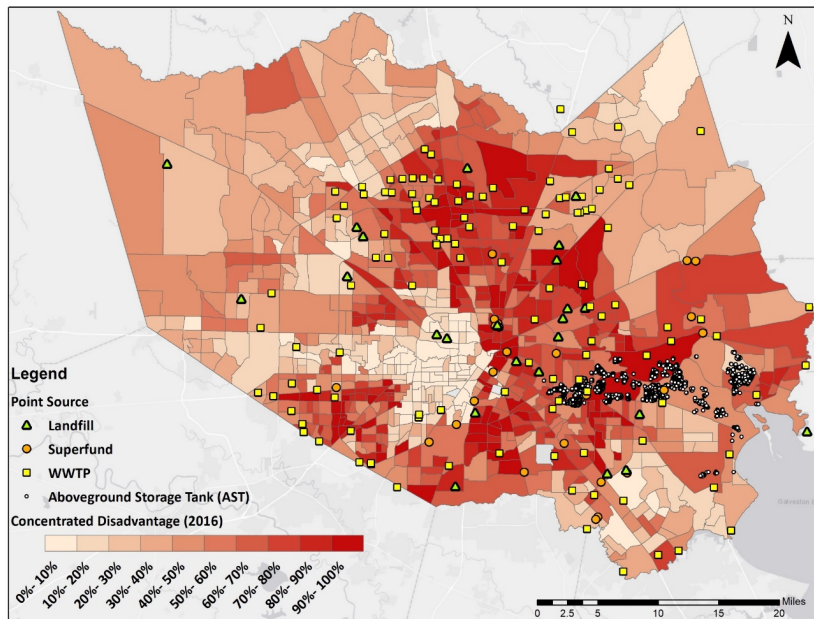 N
Legend
Point Source
Landfill
Superfund
WWTP
Aboveground Storage Tank (AST)
Concentrated Disadvantage (2016)
0%- 10%
10%- 20%
20%- 30%
30%- 40%
40%- 50%
50%- 60%
60%- 70%
70%- 80%
80%- 90%
90%- 100%
Miles
0 1.25 2.5 5 10 15 20